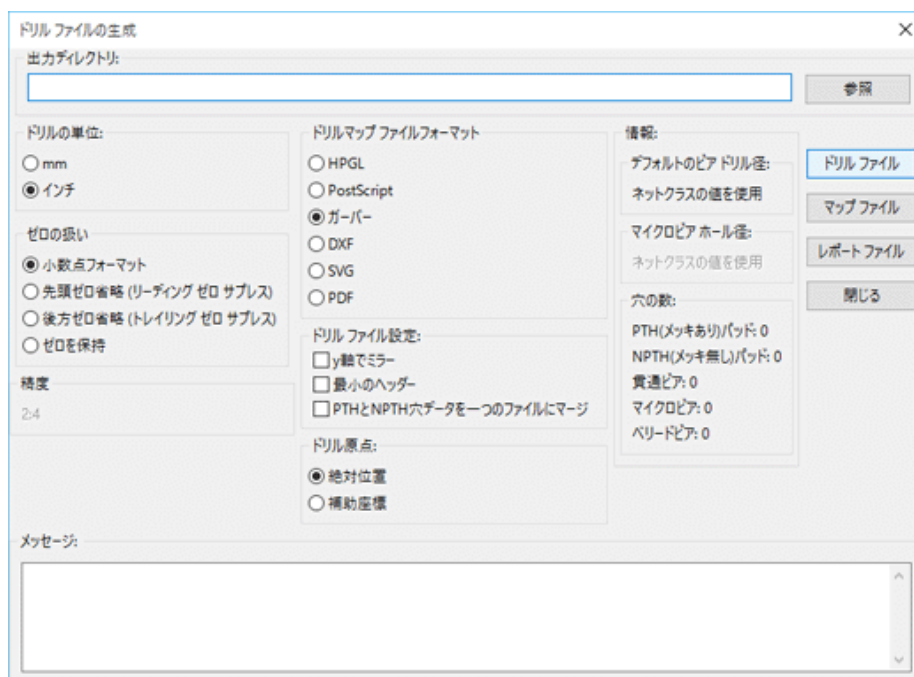 ドリル ファイルの生成
出力ディレクトリ:
参照
ドリルの単位:
mm
インチ
ゼロの扱い
小数点フォーマット
先頭ゼロ省略 (リーディング ゼロ サプレス)
後方ゼロ省略 (トレイリング ゼロ サプレス)
ゼロを保持
精度
2:4
ドリルマップ ファイルフォーマット
HPGL
PostScript
ガーバー
DXF
SVG
PDF
ドリル ファイル設定:
y軸でミラー
最小のヘッダー
PTHとNPTH穴データを一つのファイルにマージ
ドリル原点:
絶対位置
補助座標
情報:
デフォルトのビア ドリル径:
ネットクラスの値を使用
マイクロビア ホール径:
ネットクラスの値を使用
穴の数:
PTH(メッキあり)パッド: 0
NPTH(メッキ無し)パッド: 0
貫通ビア: 0
マイクロビア: 0
ベリードビア: 0
ドリル ファイル
マップ ファイル
レポート ファイル
閉じる
メッセージ: